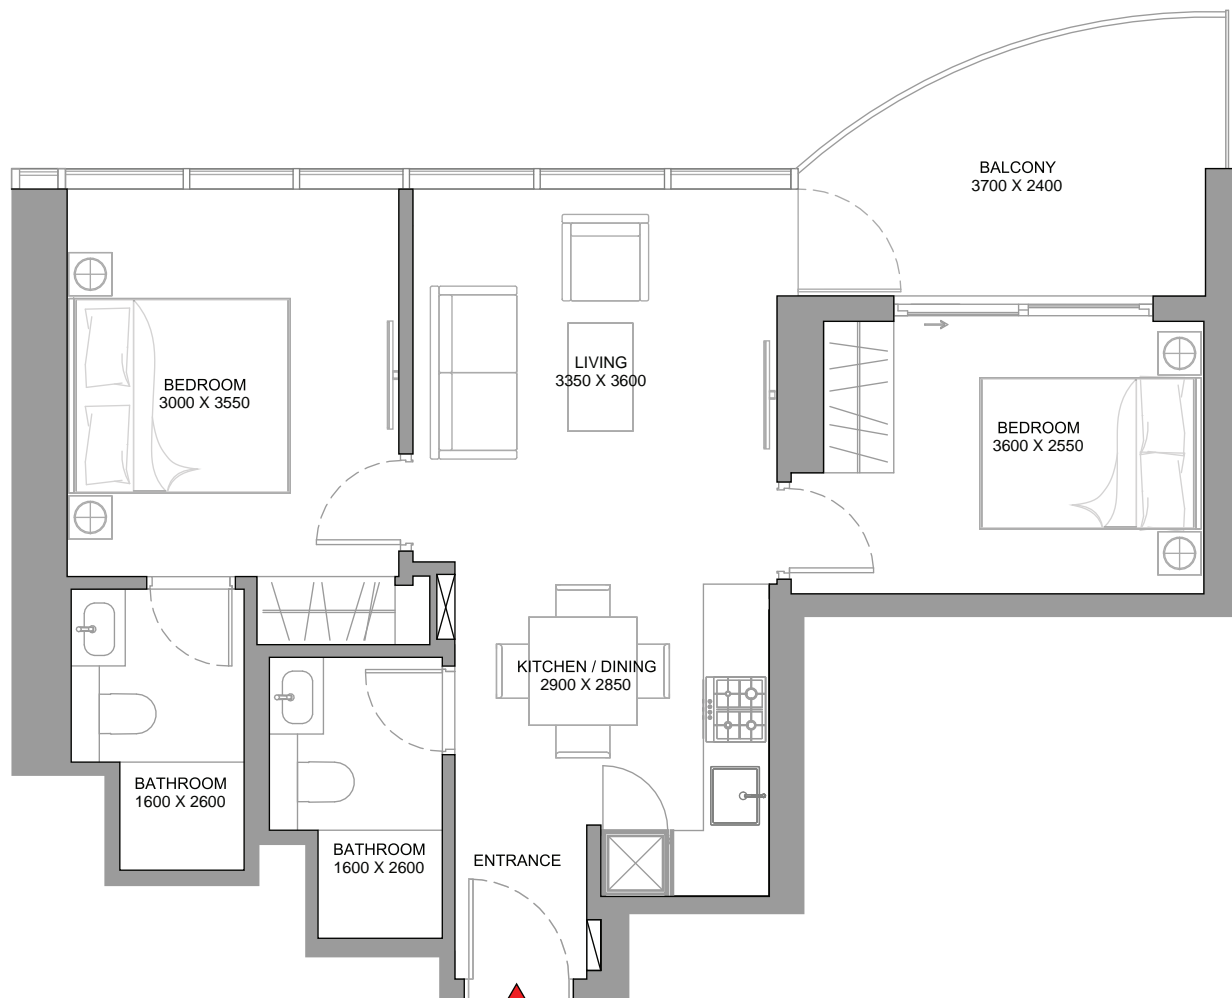 BALCONY
3700 X 2400
LIVING
3350 X 3600
BEDROOM
3000 X 3550
BEDROOM
3600 X 2550
KITCHEN / DINING
2900 X 2850
BATHROOM
1600 X 2600
BATHROOM
1600 X 2600
ENTRANCE